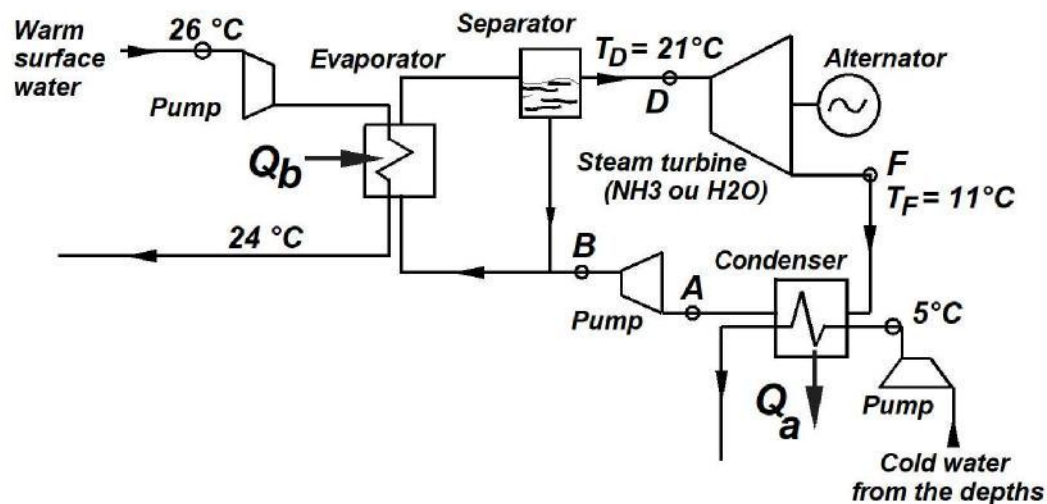 Warm
surface
water
26 °C
Pump
Evaporator
Separator
T_D = 21°C
D
Alternator
Q_b
Steam turbine
(NH3 ou H2O)
F
T_F = 11°C
24 °C
B
Pump
A
Condenser
5°C
Q_a
Pump
Cold water
from the depths